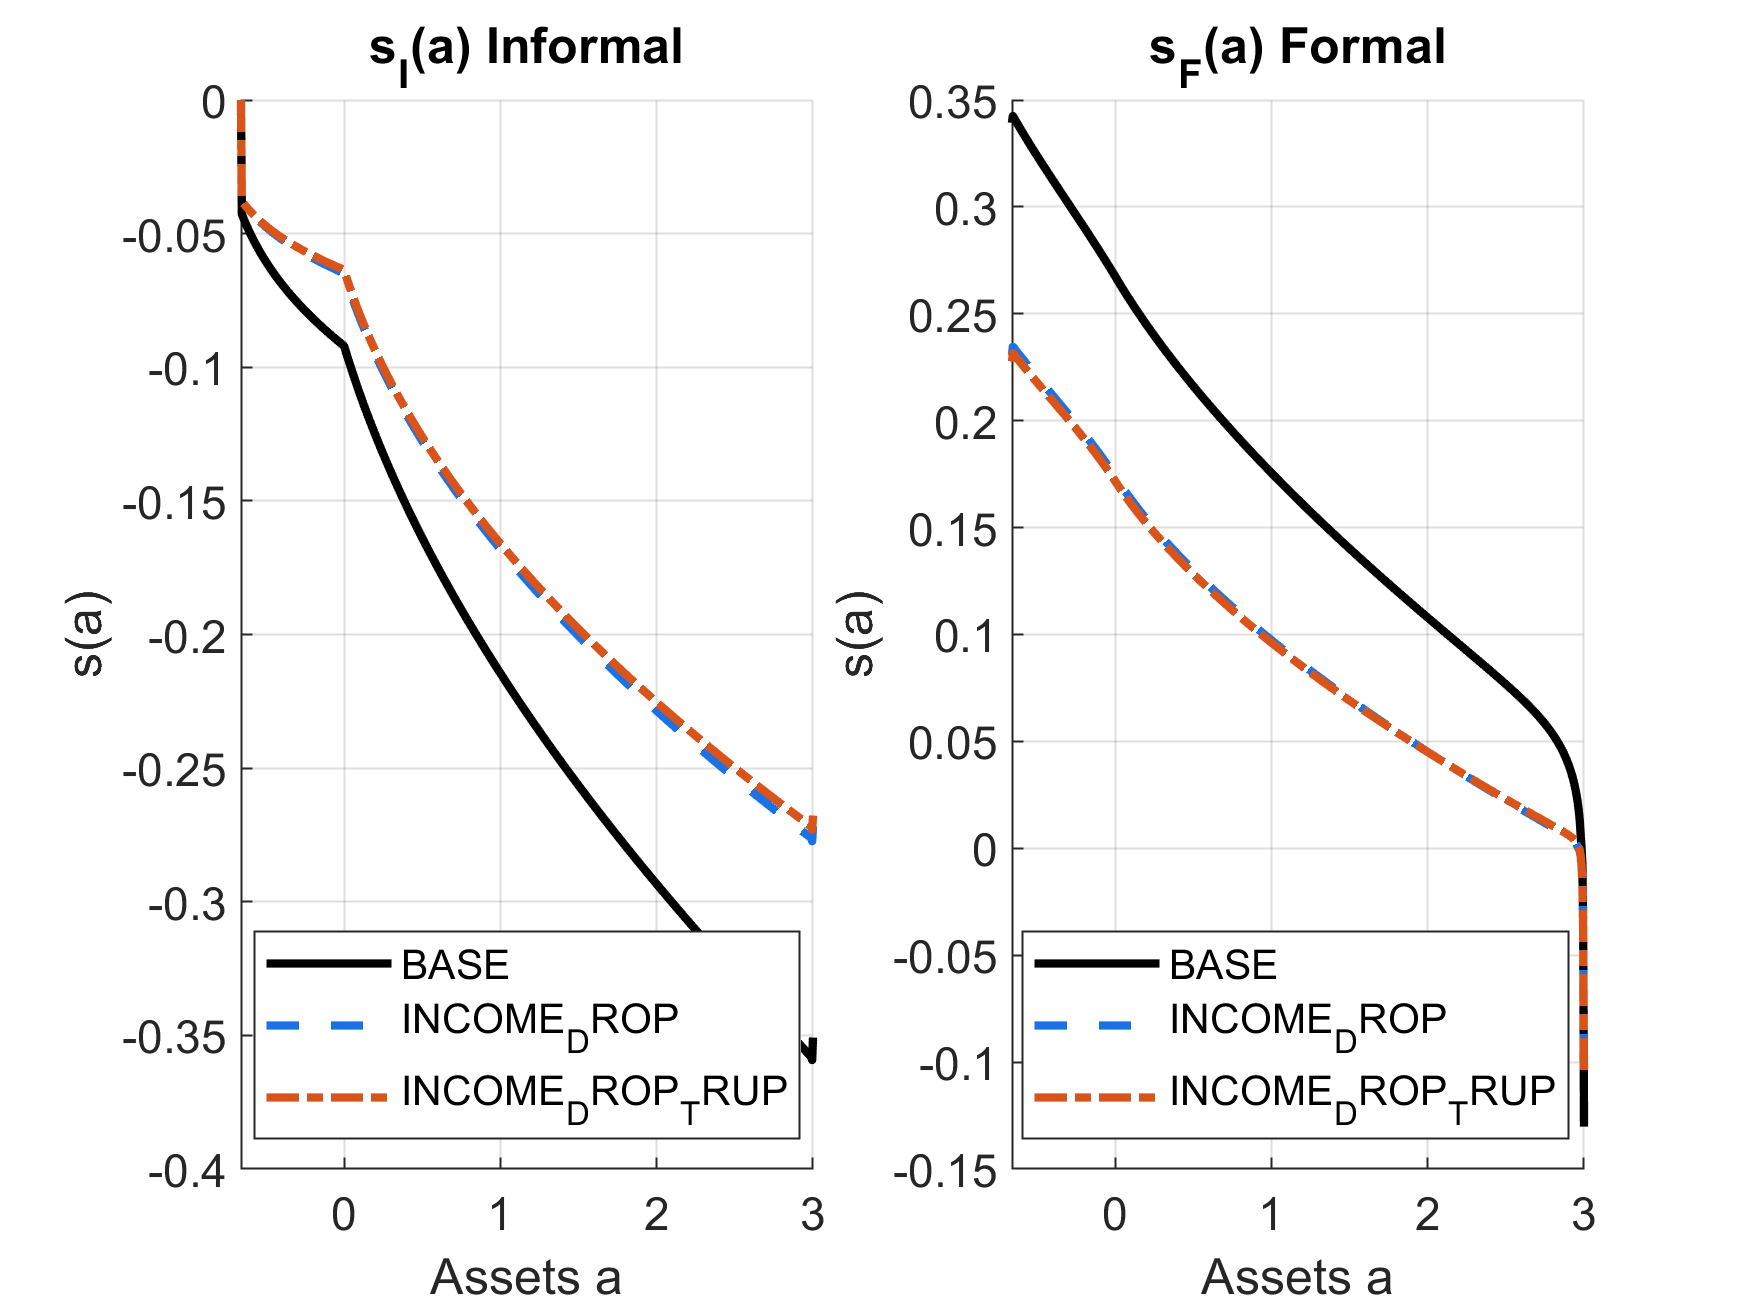 s_I(a) Informal
0
-0.05
-0.1
-0.15
-0.2
-0.25
-0.3
-0.35
-0.4
s(a)
BASE
INCOME_DROP
INCOME_DROP_TRUP
0 1 2 3
Assets a
s_F(a) Formal
0.35
0.3
0.25
0.2
0.15
0.1
0.05
0
-0.05
-0.1
-0.15
s(a)
BASE
INCOME_DROP
INCOME_DROP_TRUP
0 1 2 3
Assets a